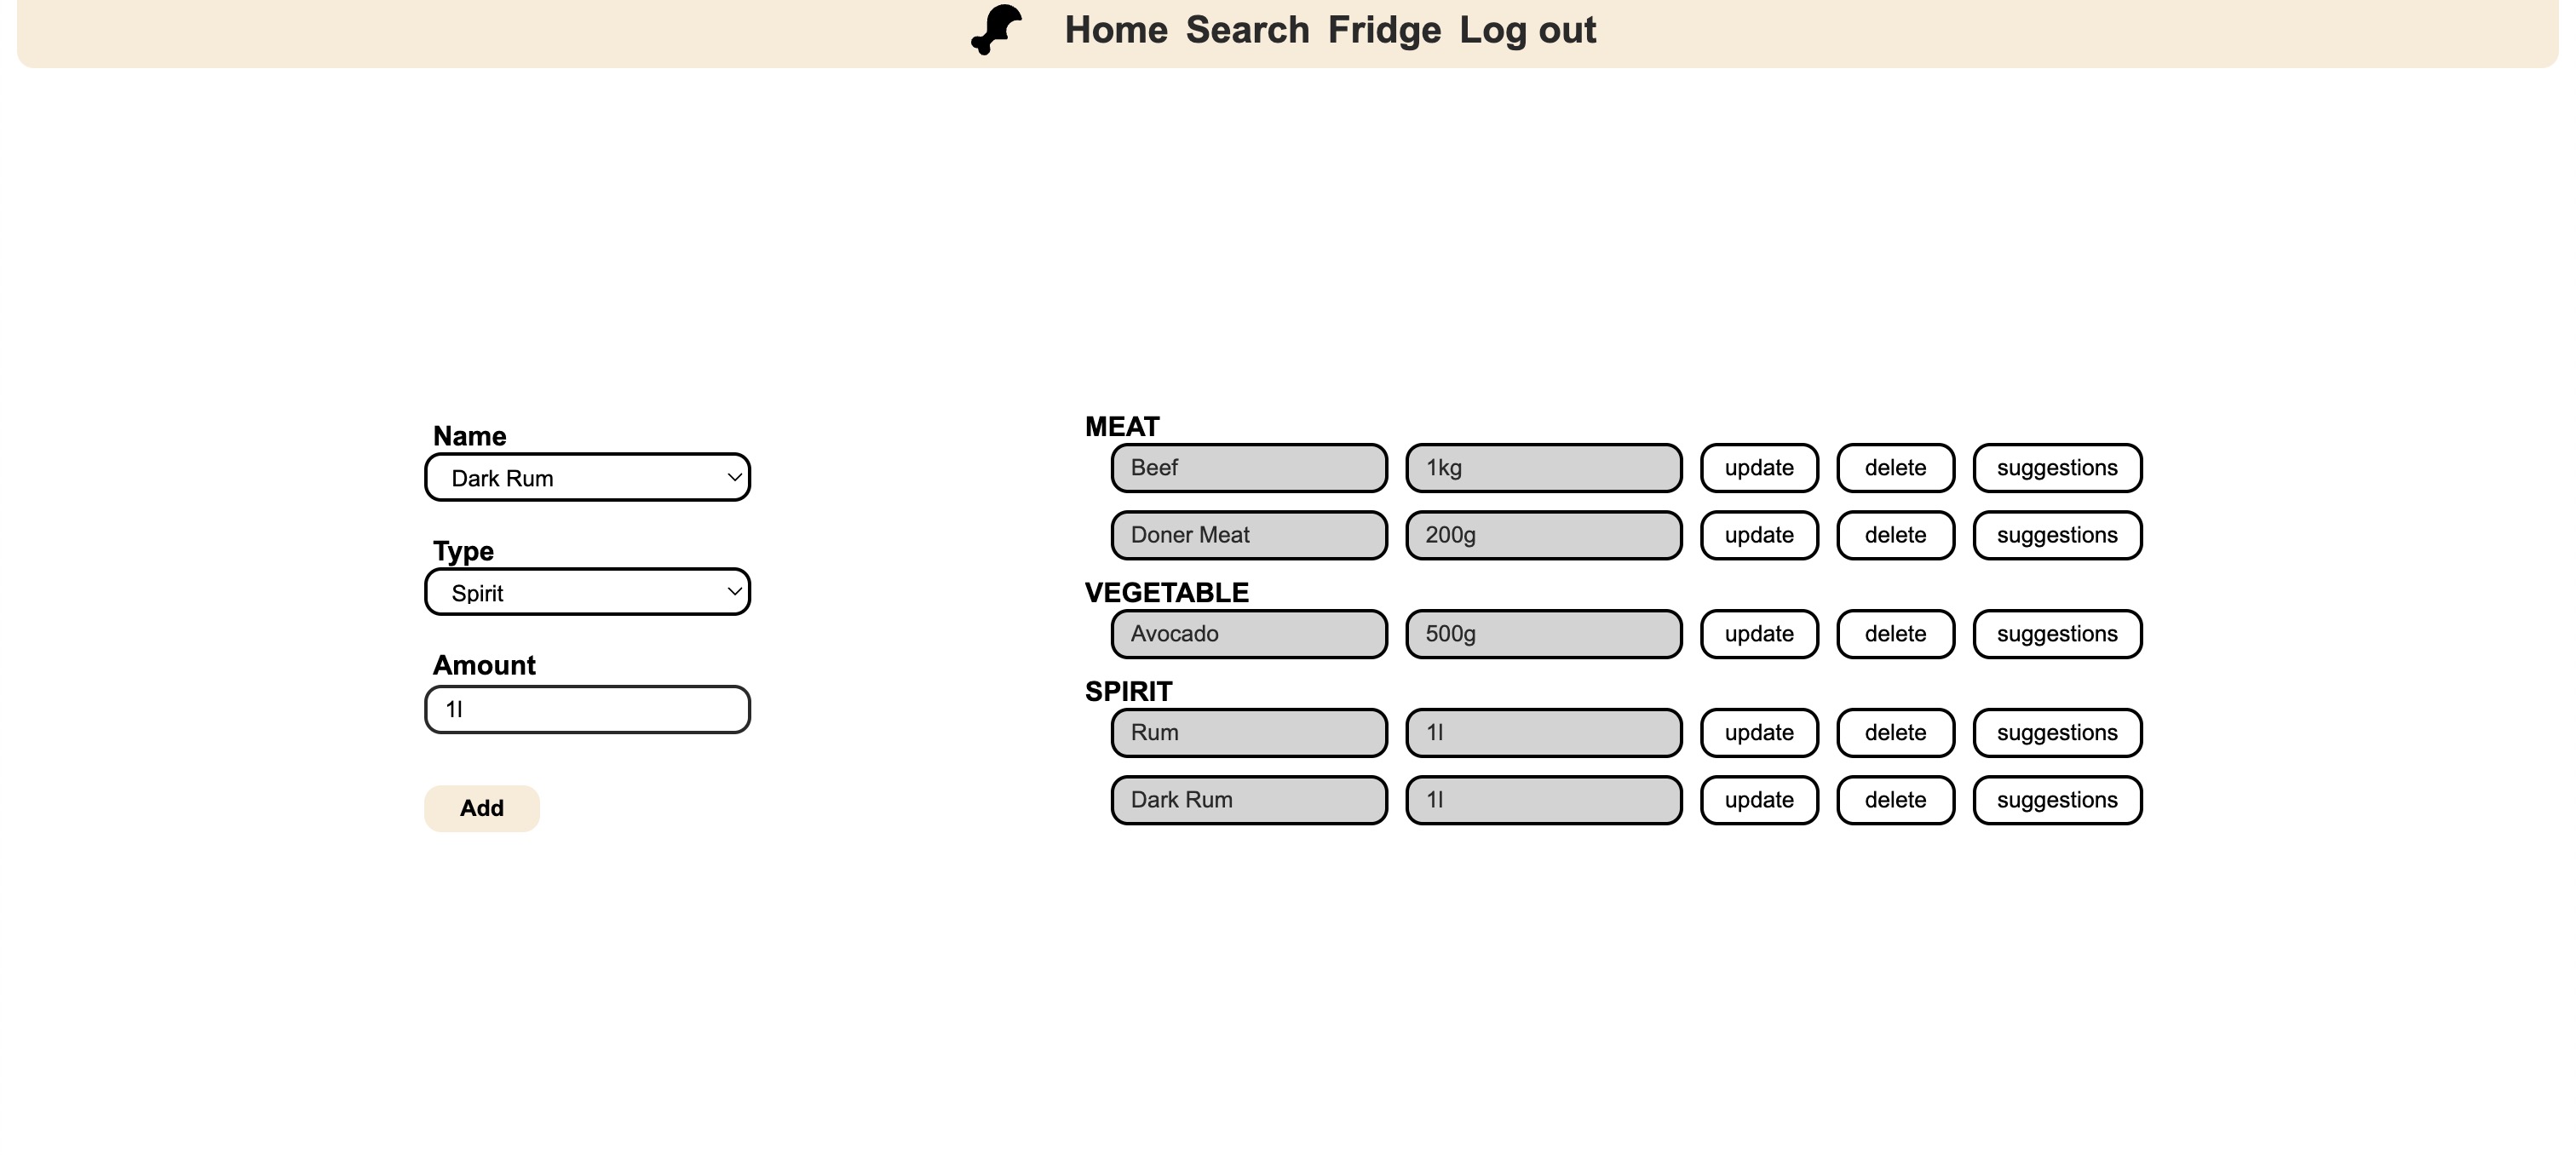 Home Search Fridge Log out
Name
Dark Rum
Type
Spirit
Amount
1l
Add
MEAT
Beef 1kg update delete suggestions
Doner Meat 200g update delete suggestions
VEGETABLE
Avocado 500g update delete suggestions
SPIRIT
Rum 1l update delete suggestions
Dark Rum 1l update delete suggestions